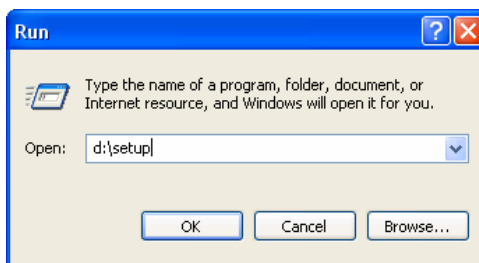 Run
Type the name of a program, folder, document, or
Internet resource, and Windows will open it for you.
Open: d:\setup
OK Cancel Browse...